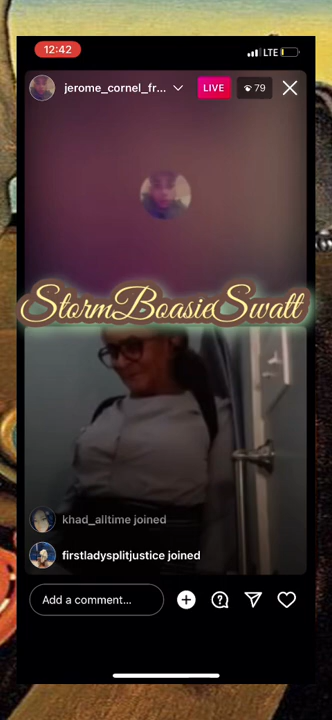 12:42
LTE
jerome_cornel_fr...
LIVE
79
StormBoasieSwatt
khad_alltime joined
firstladysplitjustice joined
Add a comment...